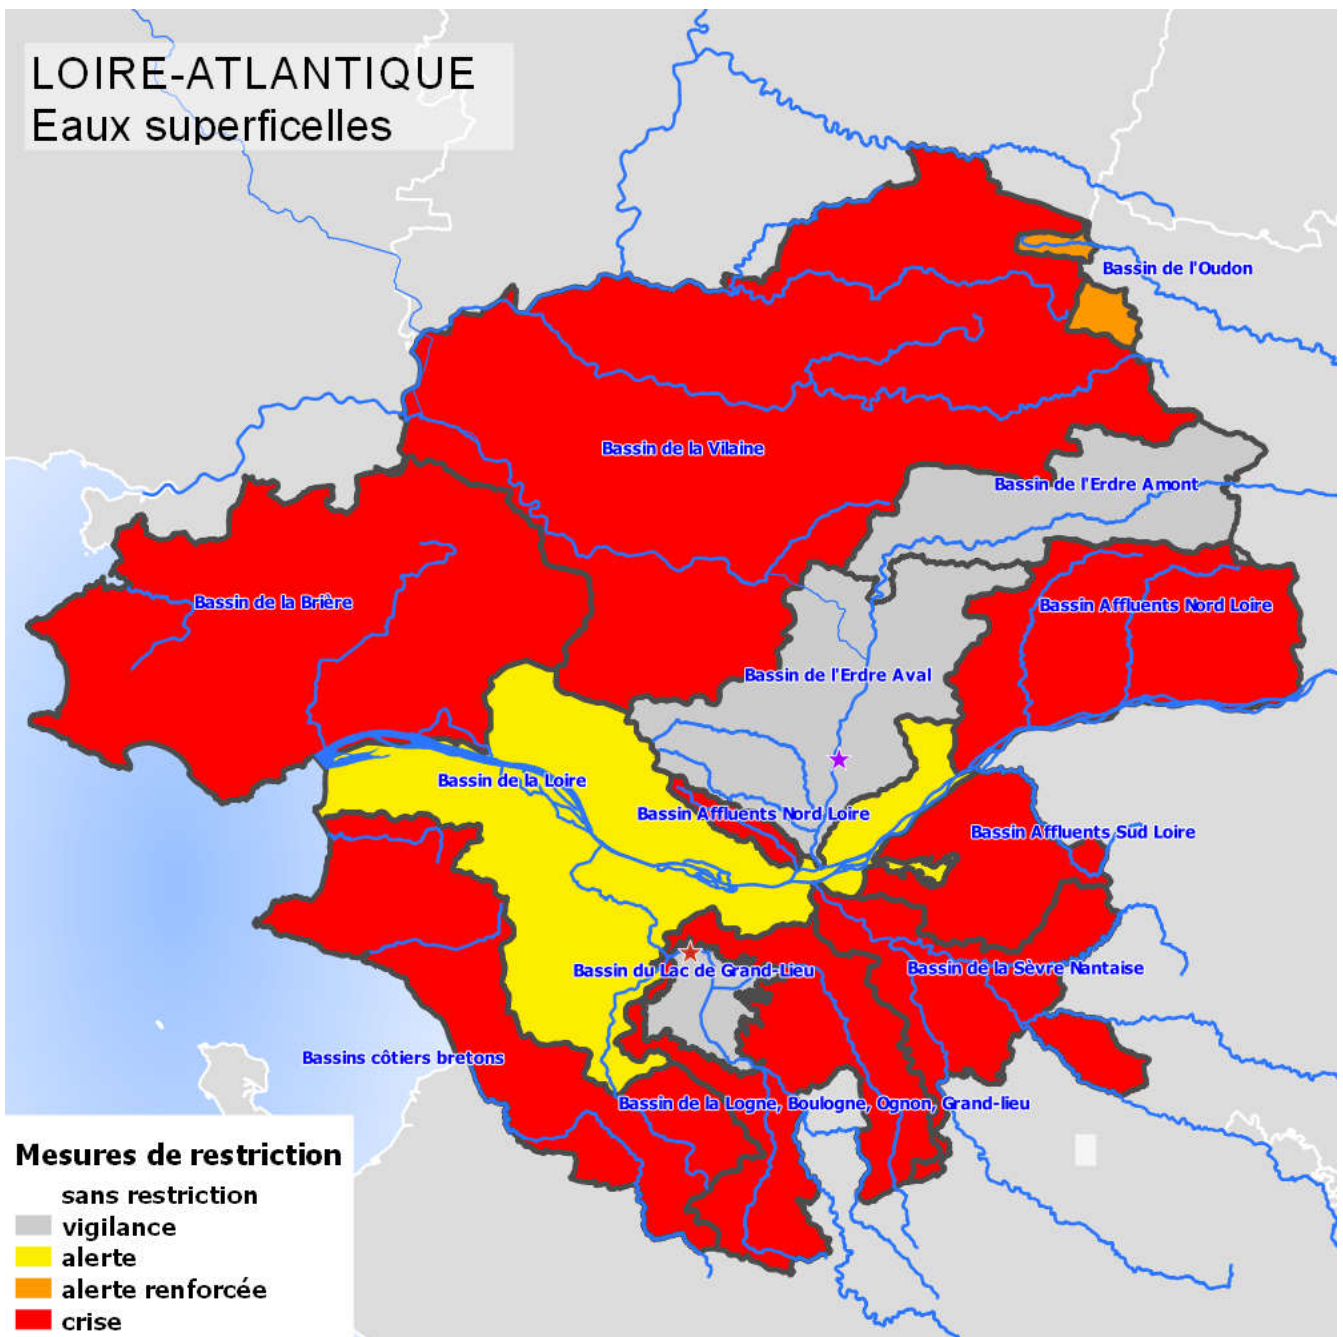 LOIRE-ATLANTIQUE
Eaux superficelles
Bassin de l'Oudon
Bassin de la Vilaine
Bassin de l'Erdre Amont
Bassin de la Brière
Bassin Affluents Nord Loire
Bassin de l'Erdre Aval
Bassin de la Loire
Bassin Affluents Nord Loire
Bassin Affluents Sud Loire
Bassin du Lac de Grand-Lieu
Bassin de la Sèvre Nantaise
Bassins côtiers bretons
Bassin de la Logne, Boulogne, Ognon, Grand-lieu
Mesures de restriction
sans restriction
vigilance
alerte
alerte renforcée
crise